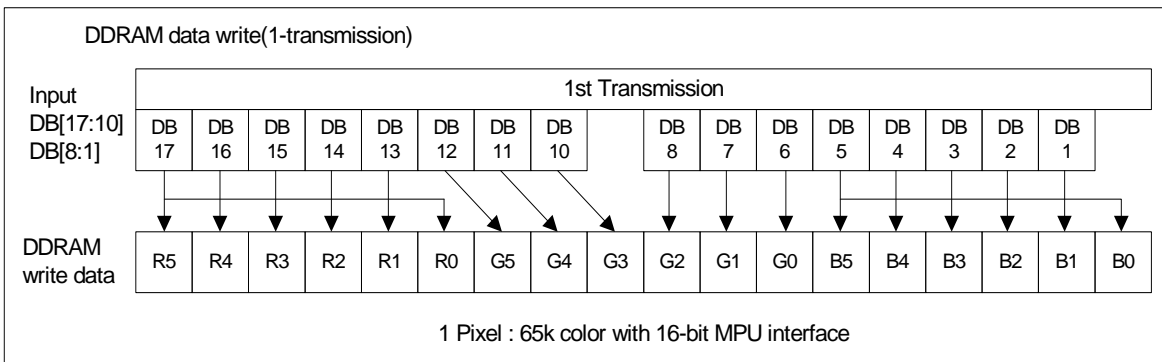 DDRAM data write(1-transmission)
Input
DB[17:10]
DB[8:1]
1st Transmission
DB 17 DB 16 DB 15 DB 14 DB 13 DB 12 DB 11 DB 10 DB 8 DB 7 DB 6 DB 5 DB 4 DB 3 DB 2 DB 1
DDRAM
write data
R5 R4 R3 R2 R1 R0 G5 G4 G3 G2 G1 G0 B5 B4 B3 B2 B1 B0
1 Pixel : 65k color with 16-bit MPU interface